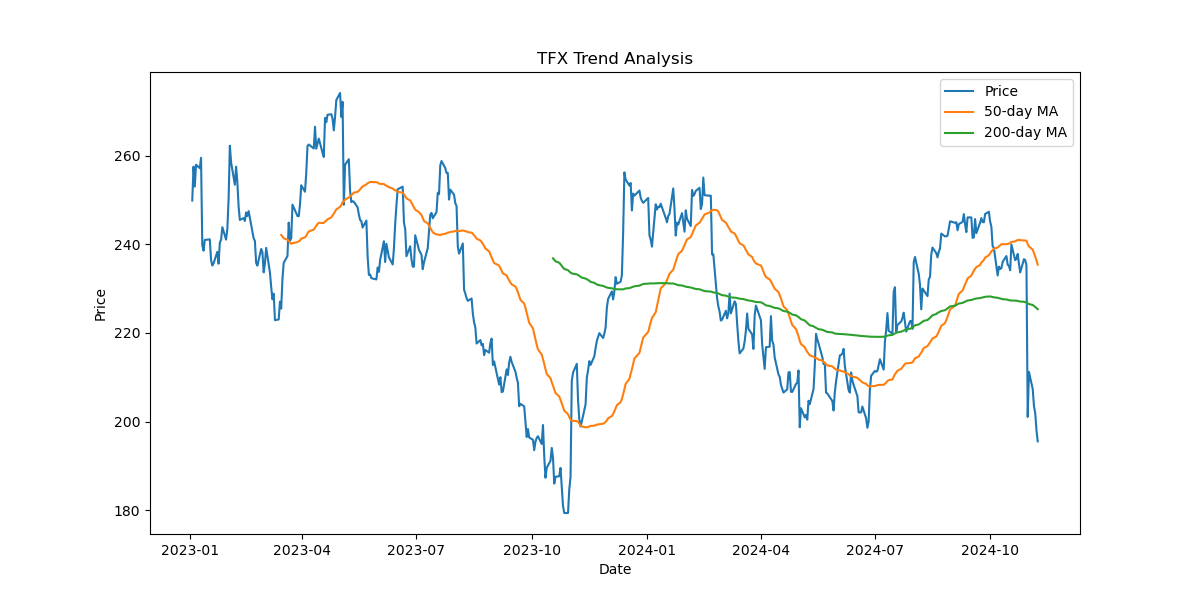 TFX Trend Analysis
Price
50-day MA
200-day MA
260
240
220
200
180
Price
2023-01
2023-04
2023-07
2023-10
2024-01
2024-04
2024-07
2024-10
Date